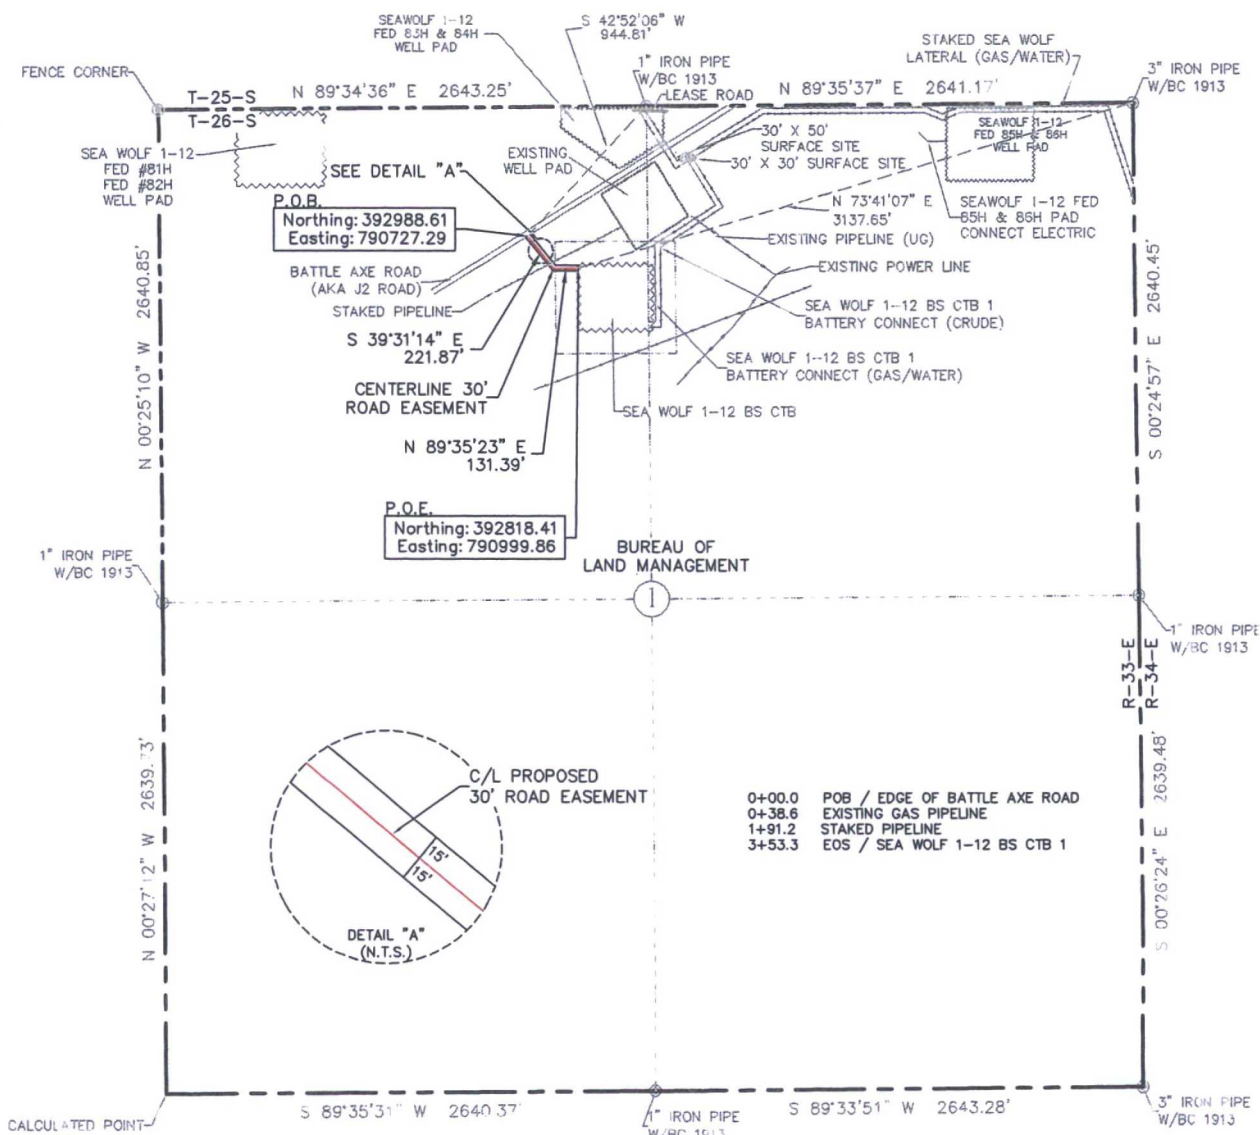 SEAWOLF 1-12
FED 83H & 84H
WELL PAD
S 42°52'06" W
944.81'
STAKED SEA WOLF
LATERAL (GAS/WATER)
FENCE CORNER
T-25-S
T-26-S
N 89°34'36" E 2643.25'
1" IRON PIPE
W/BC 1913
LEASE ROAD
N 89°35'37" E 2641.17'
3" IRON PIPE
W/BC 1913
SEA WOLF 1-12
FED #81H
FED #82H
WELL PAD
EXISTING
WELL PAD
30' X 50'
SURFACE SITE
30' X 30' SURFACE SITE
SEAWOLF 1-12
FED 85H & 86H
WELL PAD
SEE DETAIL "A"
P.O.B.
Northing: 392988.61
Easting: 790727.29
N 73°41'07" E
3137.65'
SEAWOLF 1-12 FED
85H & 86H PAD
CONNECT ELECTRIC
EXISTING PIPELINE (UG)
EXISTING POWER LINE
BATTLE AXE ROAD
(AKA J2 ROAD)
STAKED PIPELINE
SEA WOLF 1-12 BS CTB 1
BATTERY CONNECT (CRUDE)
S 39°31'14" E
221.87'
SEA WOLF 1-12 BS CTB 1
BATTERY CONNECT (GAS/WATER)
CENTERLINE 30'
ROAD EASEMENT
SEA WOLF 1-12 BS CTB
N 00°25'10" W 2640.85'
S 00°24'57" E 2640.45'
N 89°35'23" E
131.39'
P.O.E.
Northing: 392818.41
Easting: 790999.86
1" IRON PIPE
W/BC 1913
BUREAU OF
LAND MANAGEMENT
1
1" IRON PIPE
W/BC 1913
R-33-E
R-34-E
N 00°27'12" W 2639.73'
S 00°26'24" E 2639.48'
C/L PROPOSED
30' ROAD EASEMENT
15'
15'
DETAIL "A"
(N.T.S.)
0+00.0 POB / EDGE OF BATTLE AXE ROAD
0+38.6 EXISTING GAS PIPELINE
1+91.2 STAKED PIPELINE
3+53.3 EOS / SEA WOLF 1-12 BS CTB 1
CALCULATED POINT
S 89°35'31" W 2640.37'
1" IRON PIPE
W/BC 1913
S 89°33'51" W 2643.28'
3" IRON PIPE
W/BC 1913